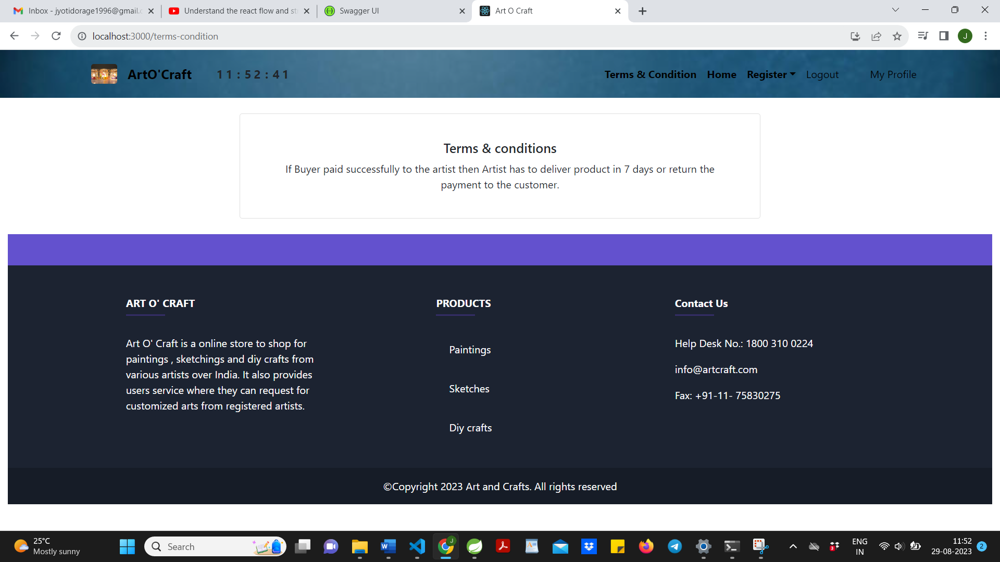 Inbox - jyotidorage1996@gmail.c
Understand the react flow and st
Swagger UI
Art O Craft
localhost:3000/terms-condition
J
ArtO'Craft
11:52:41
Terms & Condition
Home
Register
Logout
My Profile
Terms & conditions
If Buyer paid successfully to the artist then Artist has to deliver product in 7 days or return the
payment to the customer.
ART O' CRAFT
Art O' Craft is a online store to shop for
paintings , sketchings and diy crafts from
various artists over India. It also provides
users service where they can request for
customized arts from registered artists.
PRODUCTS
Paintings
Sketches
Diy crafts
Contact Us
Help Desk No.: 1800 310 0224
info@artcraft.com
Fax: +91-11- 75830275
©Copyright 2023 Art and Crafts. All rights reserved
25°C
Mostly sunny
Search
J
3
ENG
IN
11:52
29-08-2023
2